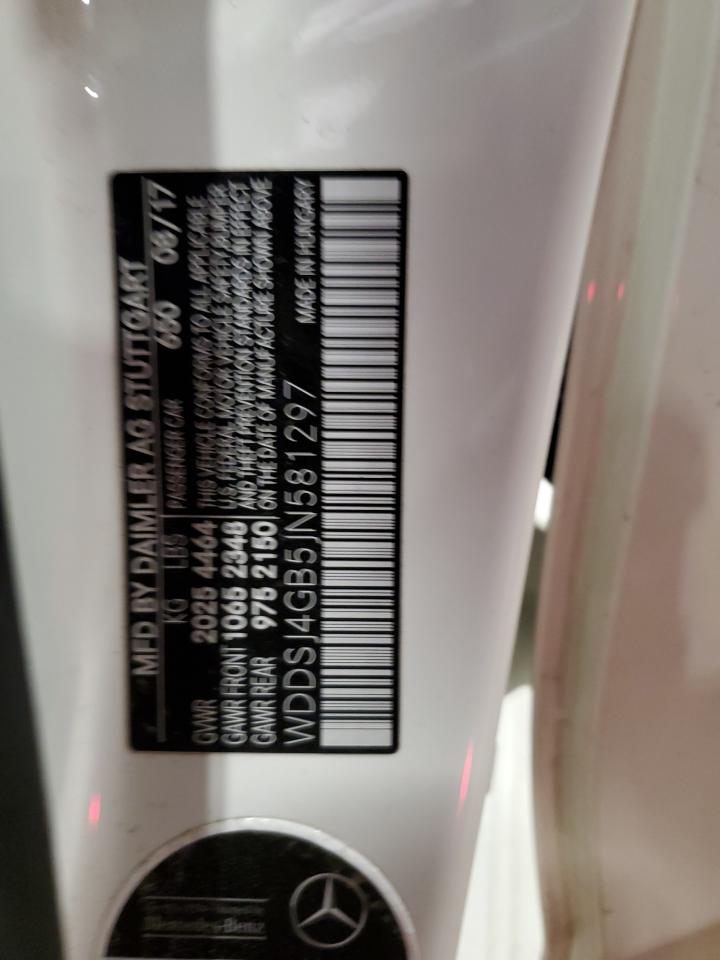 MFD BY DAIMLER AG STUTTGART
KG LBS PASSENGER CAR 650 08/17
GVWR 2025 4464 THIS VEHICLE CONFORMS TO ALL APPLICABLE
GAWR FRONT 1065 2348 U.S. FEDERAL MOTOR VEHICLE SAFETY, BUMPER
GAWR REAR 975 2150 AND THEFT PREVENTION STANDARDS IN EFFECT
ON THE DATE OF MANUFACTURE SHOWN ABOVE
WDDSJ4GB5JN581297 MADE IN HUNGARY
Mercedes-Benz